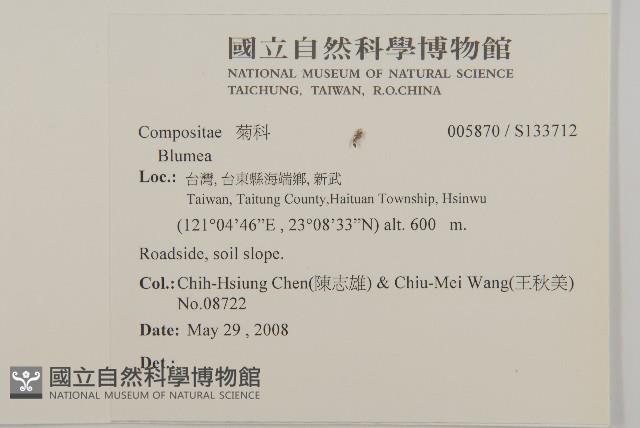 國立自然科學博物館
NATIONAL MUSEUM OF NATURAL SCIENCE
TAICHUNG, TAIWAN, R.O.CHINA
Compositae 菊科 005870 / S133712
Blumea
Loc.: 台灣, 台東縣海端鄉, 新武
Taiwan, Taitung County,Haituan Township, Hsinwu
(121°04'46”E , 23°08'33”N) alt. 600 m.
Roadside, soil slope.
Col.: Chih-Hsiung Chen(陳志雄) & Chiu-Mei Wang(王秋美)
No.08722
Date: May 29 , 2008
Det.:
國立自然科學博物館
NATIONAL MUSEUM OF NATURAL SCIENCE